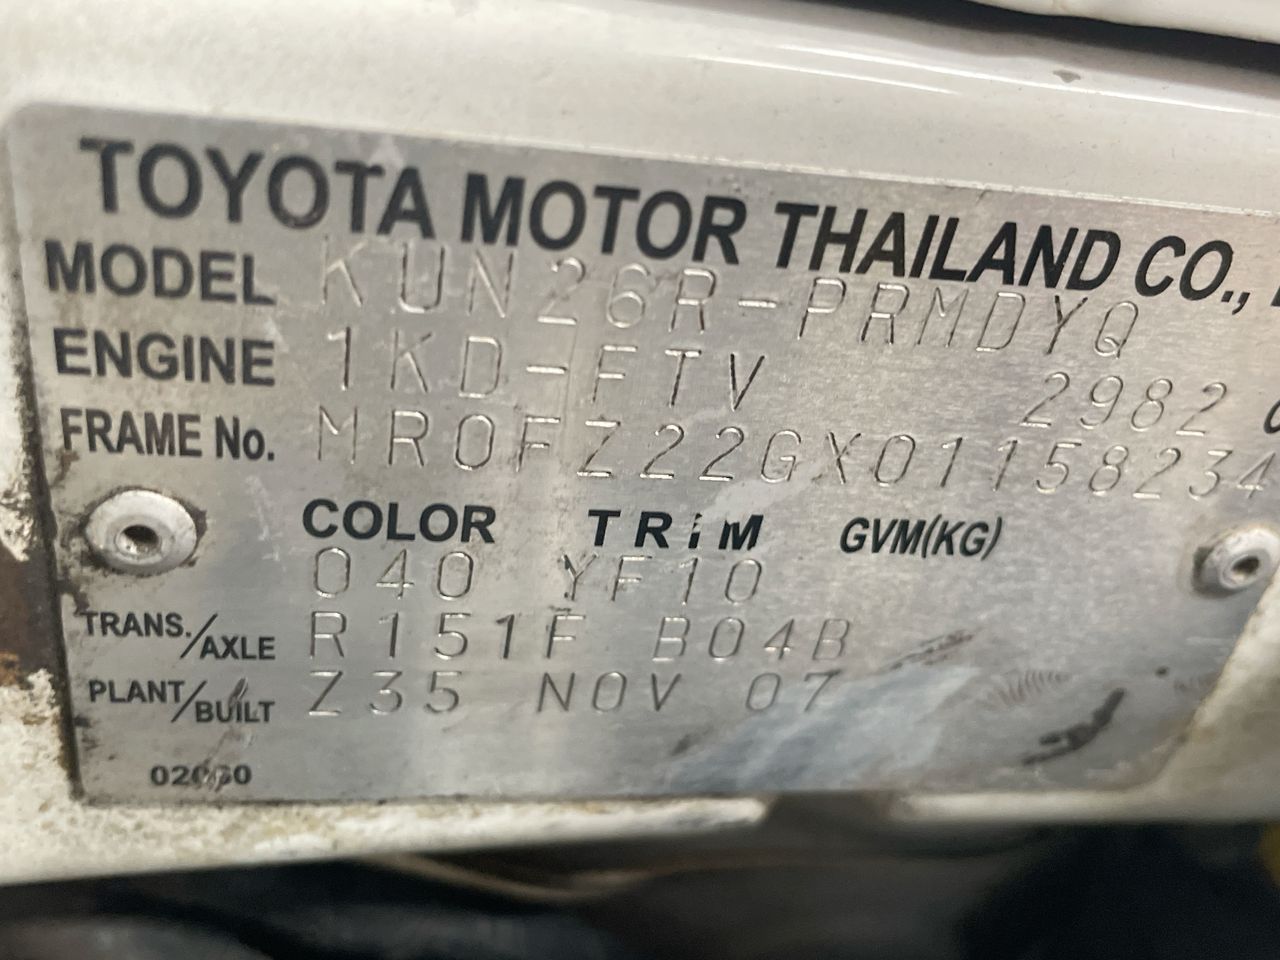 TOYOTA MOTOR THAILAND CO.,
MODEL KUN26R-PRMDYQ
ENGINE 1KD-FTV 2982
FRAME No. MR0FZ22GX01158234
COLOR TRIM GVM(KG)
040 YF10
TRANS./AXLE R151F B04B
PLANT/BUILT Z35 NOV 07